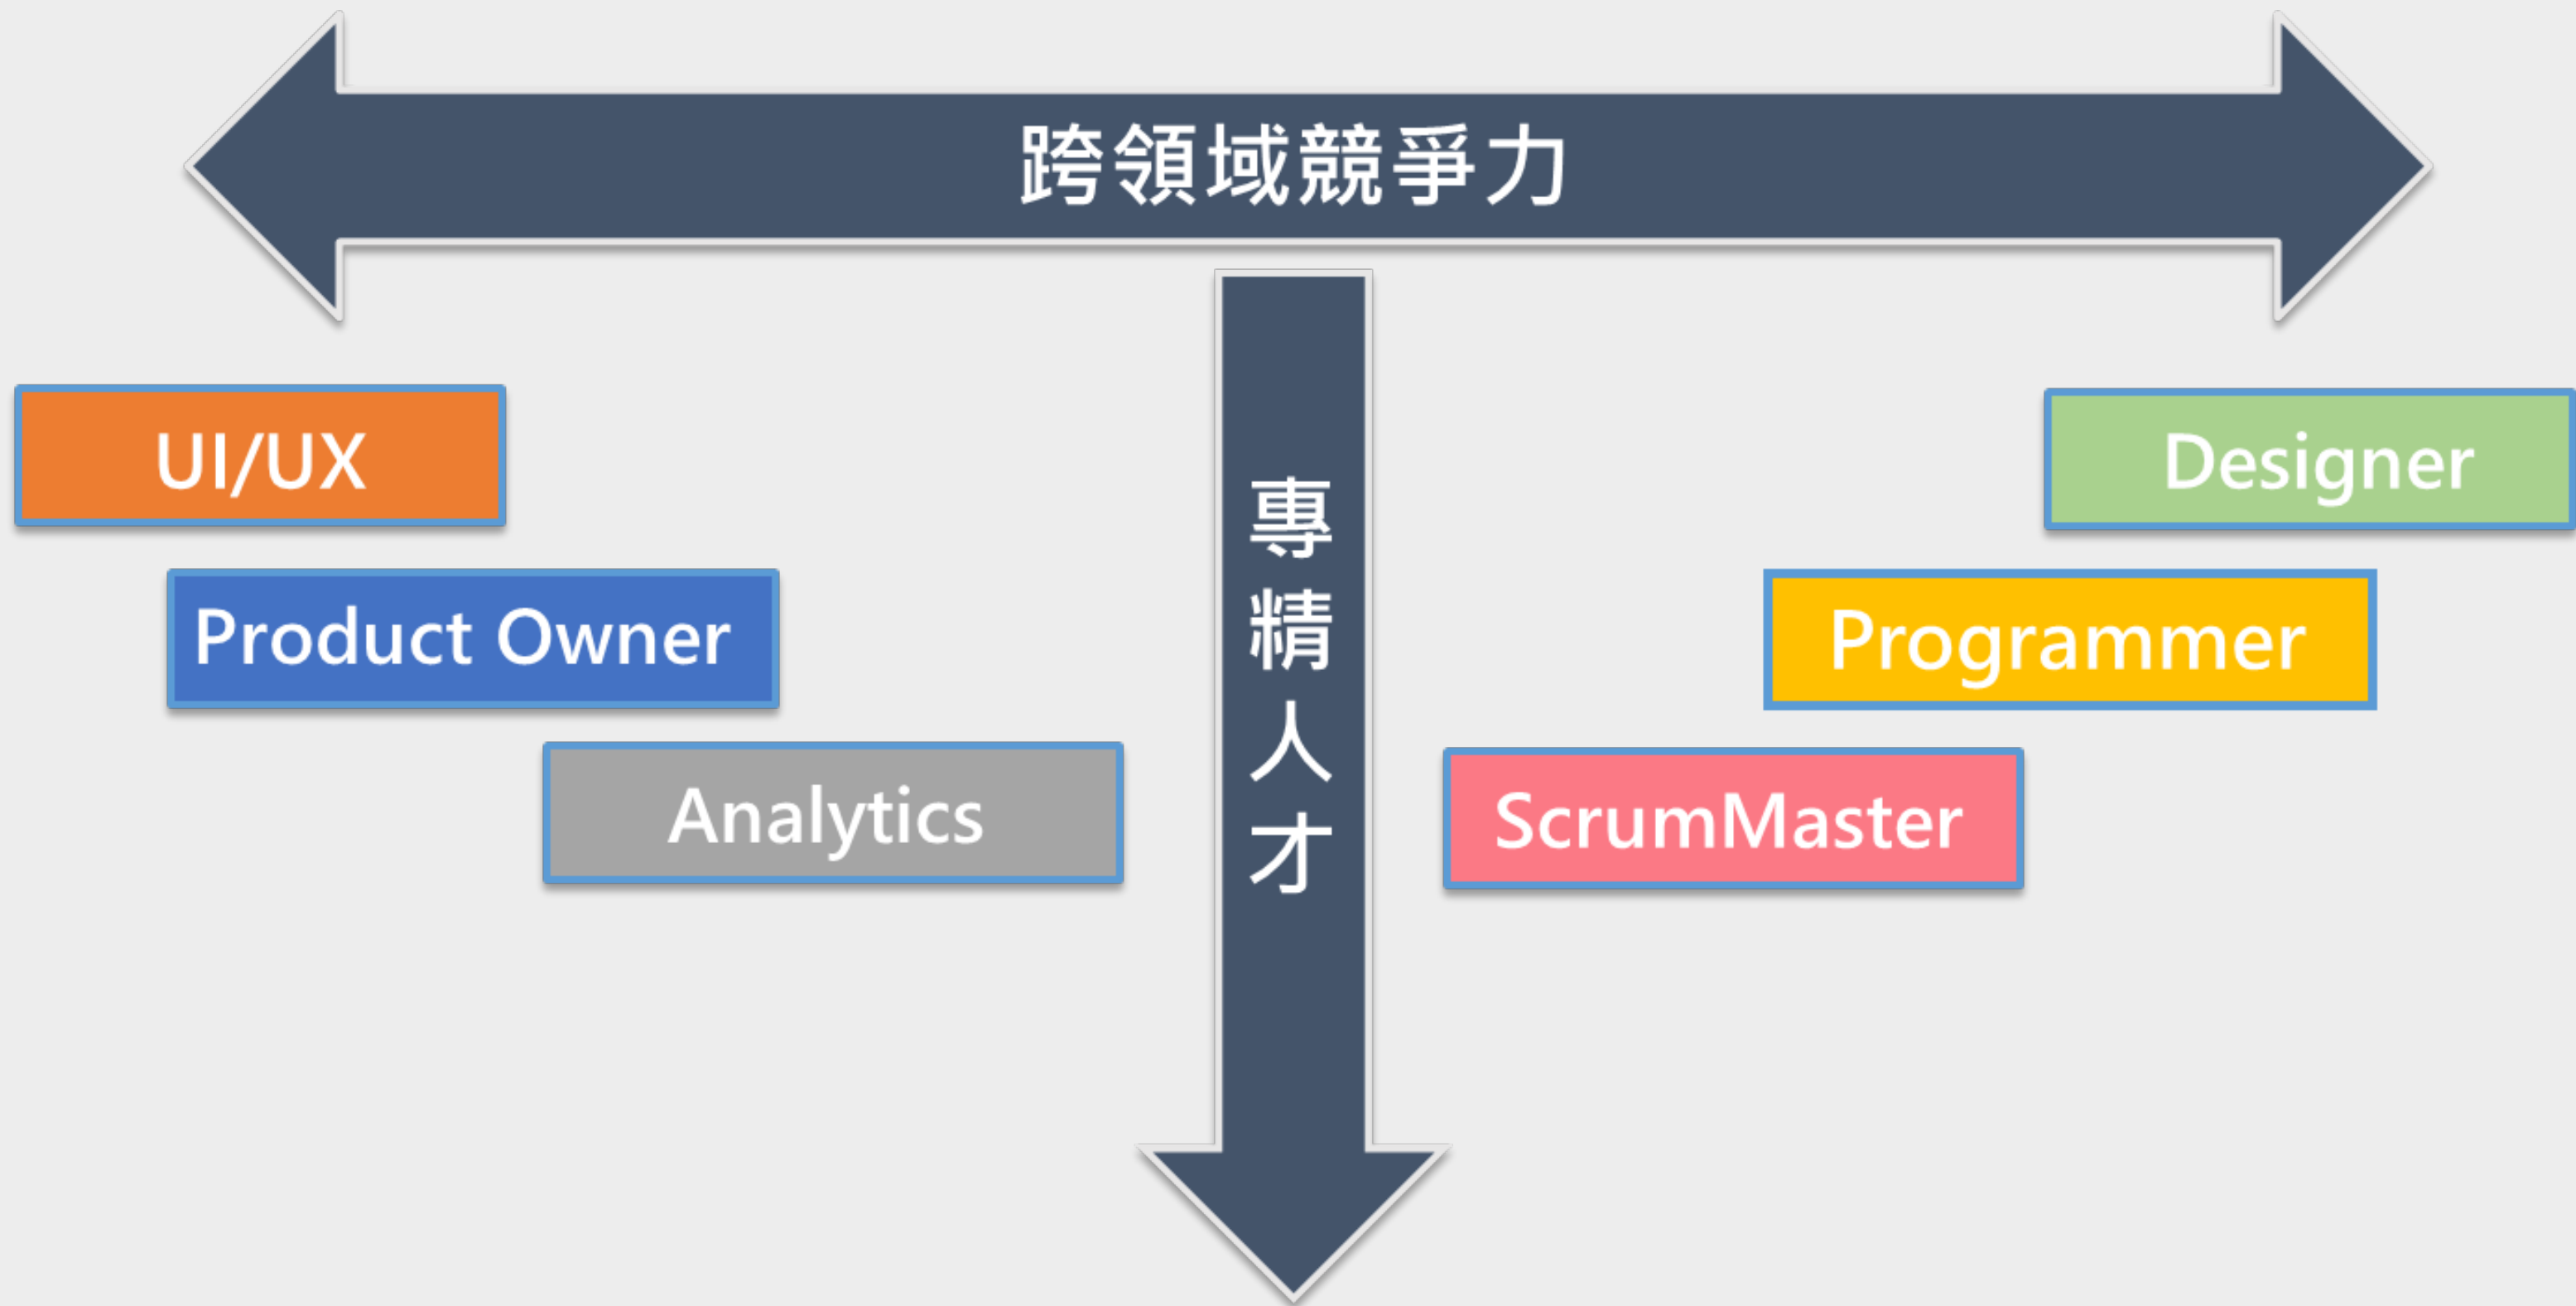 跨領域競爭力
專精人才
UI/UX
Designer
Product Owner
Programmer
Analytics
ScrumMaster